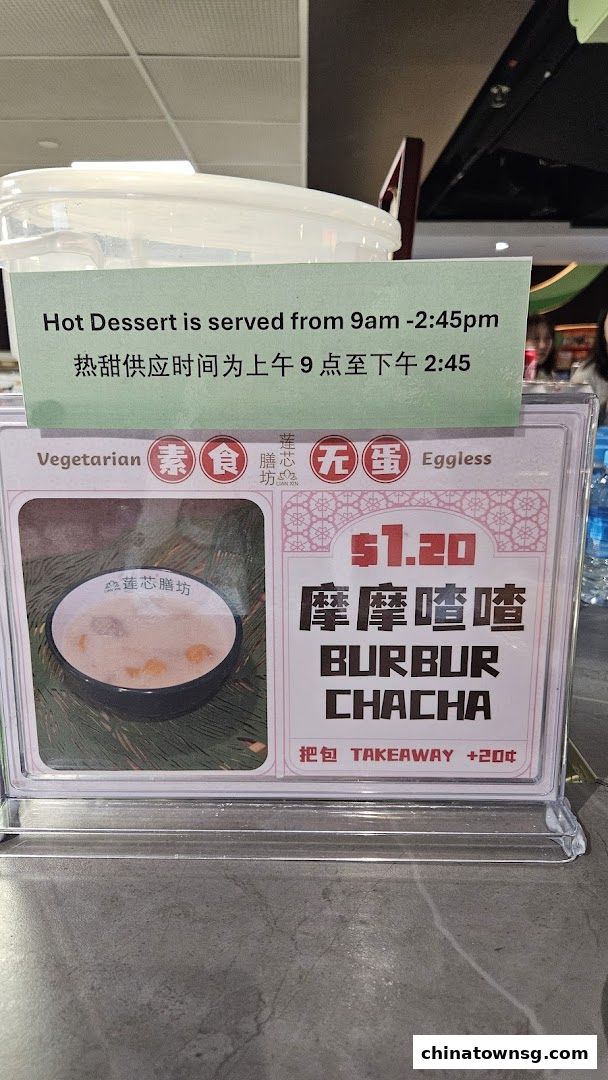 Hot Dessert is served from 9am -2:45pm
热甜供应时间为上午 9 点至下午 2:45
Vegetarian 素食 莲芯膳坊 LIAN XIN 无蛋 Eggless
莲芯膳坊
$1.20
摩摩喳喳
BURBUR
CHACHA
把包 TAKEAWAY +20¢
chinatownsg.com